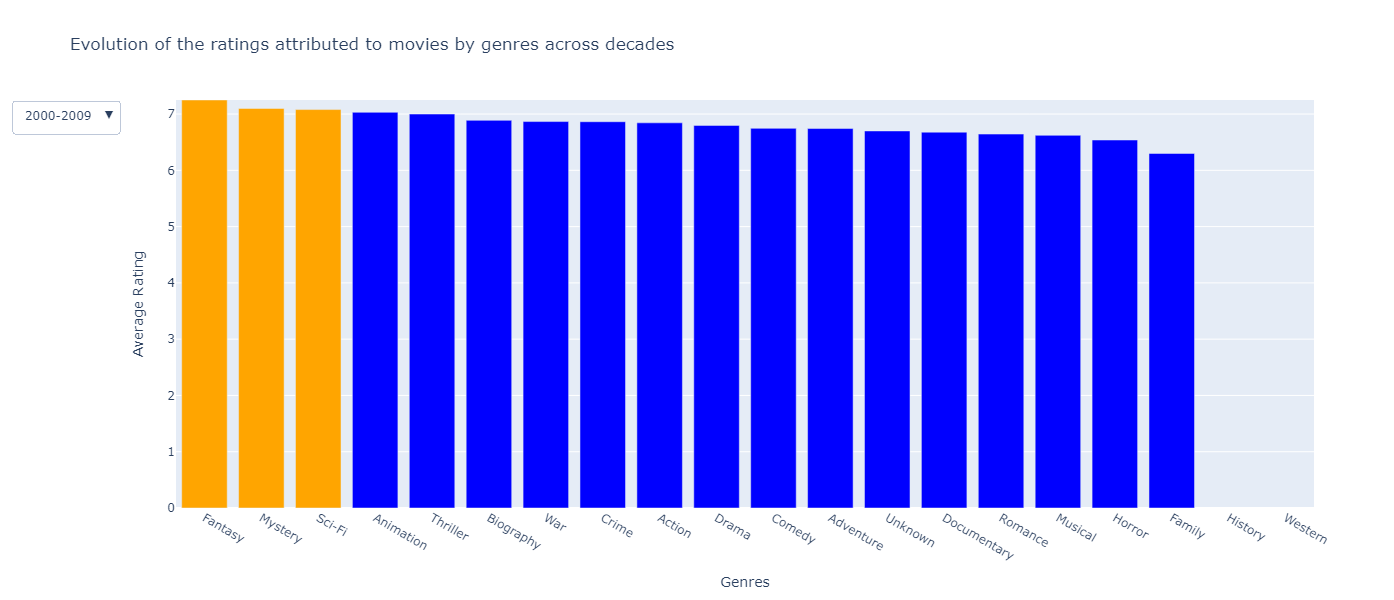 Evolution of the ratings attributed to movies by genres across decades
2000-2009 ▼
Average Rating
7
6
5
4
3
2
1
0
Fantasy
Mystery
Sci-Fi
Animation
Thriller
Biography
War
Crime
Action
Drama
Comedy
Adventure
Unknown
Documentary
Romance
Musical
Horror
Family
History
Western
Genres